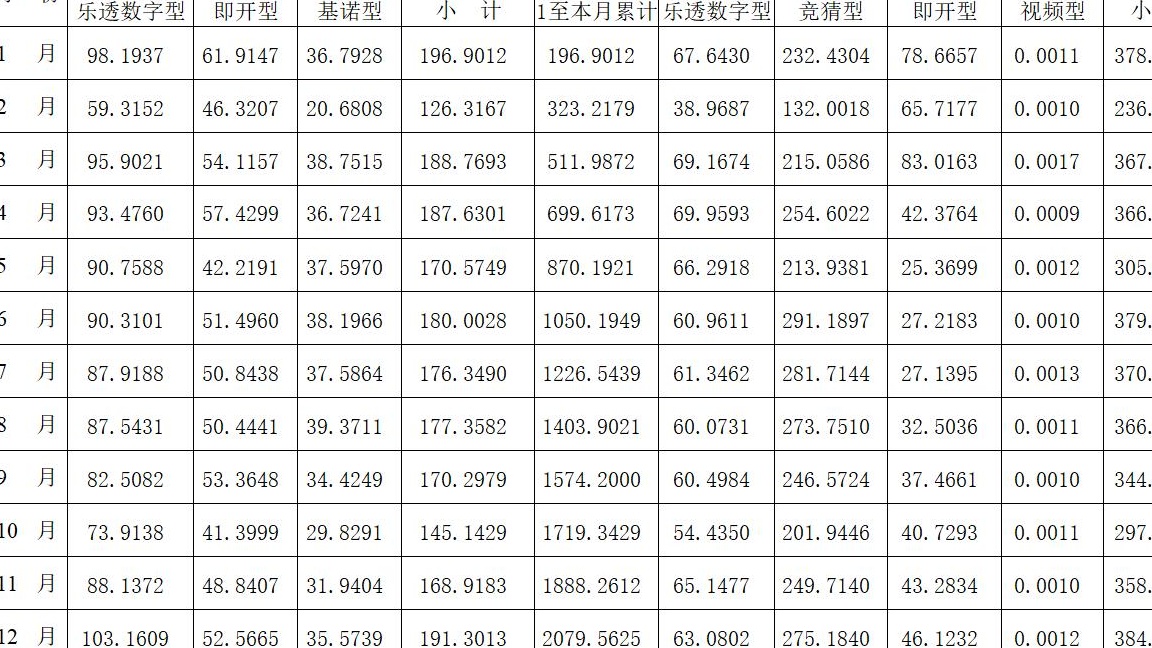 乐透数字型 即开型 基诺型 小 计 1至本月累计 乐透数字型 竞猜型 即开型 视频型 小
1 月 98.1937 61.9147 36.7928 196.9012 196.9012 67.6430 232.4304 78.6657 0.0011 378.
2 月 59.3152 46.3207 20.6808 126.3167 323.2179 38.9687 132.0018 65.7177 0.0010 236.
3 月 95.9021 54.1157 38.7515 188.7693 511.9872 69.1674 215.0586 83.0163 0.0017 367.
4 月 93.4760 57.4299 36.7241 187.6301 699.6173 69.9593 254.6022 42.3764 0.0009 366.
5 月 90.7588 42.2191 37.5970 170.5749 870.1921 66.2918 213.9381 25.3699 0.0012 305.
6 月 90.3101 51.4960 38.1966 180.0028 1050.1949 60.9611 291.1897 27.2183 0.0010 379.
7 月 87.9188 50.8438 37.5864 176.3490 1226.5439 61.3462 281.7144 27.1395 0.0013 370.
8 月 87.5431 50.4441 39.3711 177.3582 1403.9021 60.0731 273.7510 32.5036 0.0011 366.
9 月 82.5082 53.3648 34.4249 170.2979 1574.2000 60.4984 246.5724 37.4661 0.0010 344.
10 月 73.9138 41.3999 29.8291 145.1429 1719.3429 54.4350 201.9446 40.7293 0.0011 297.
11 月 88.1372 48.8407 31.9404 168.9183 1888.2612 65.1477 249.7140 43.2834 0.0010 358.
12 月 103.1609 52.5665 35.5739 191.3013 2079.5625 63.0802 275.1840 46.1232 0.0012 384.